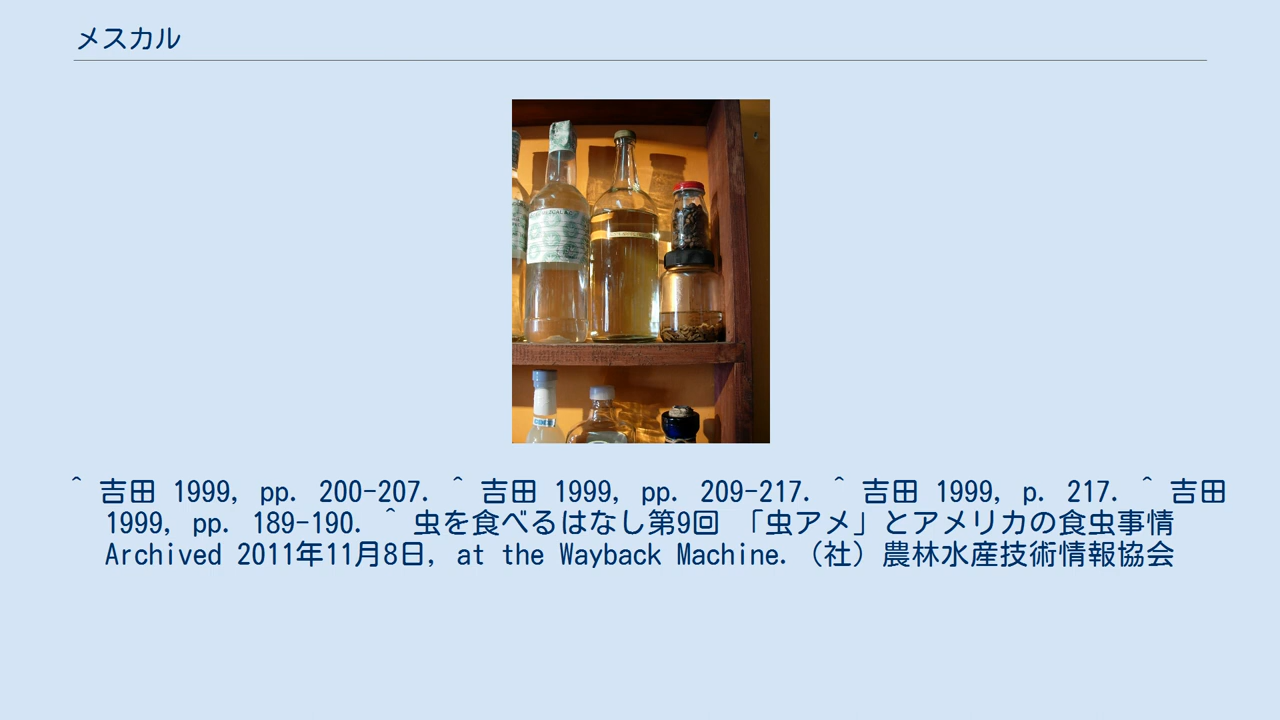 メスカル
^ 吉田 1999, pp. 200-207. ^ 吉田 1999, pp. 209-217. ^ 吉田 1999, p. 217. ^ 吉田
1999, pp. 189-190. ^ 虫を食べるはなし第9回 「虫アメ」とアメリカの食虫事情
Archived 2011年11月8日, at the Wayback Machine. （社）農林水産技術情報協会